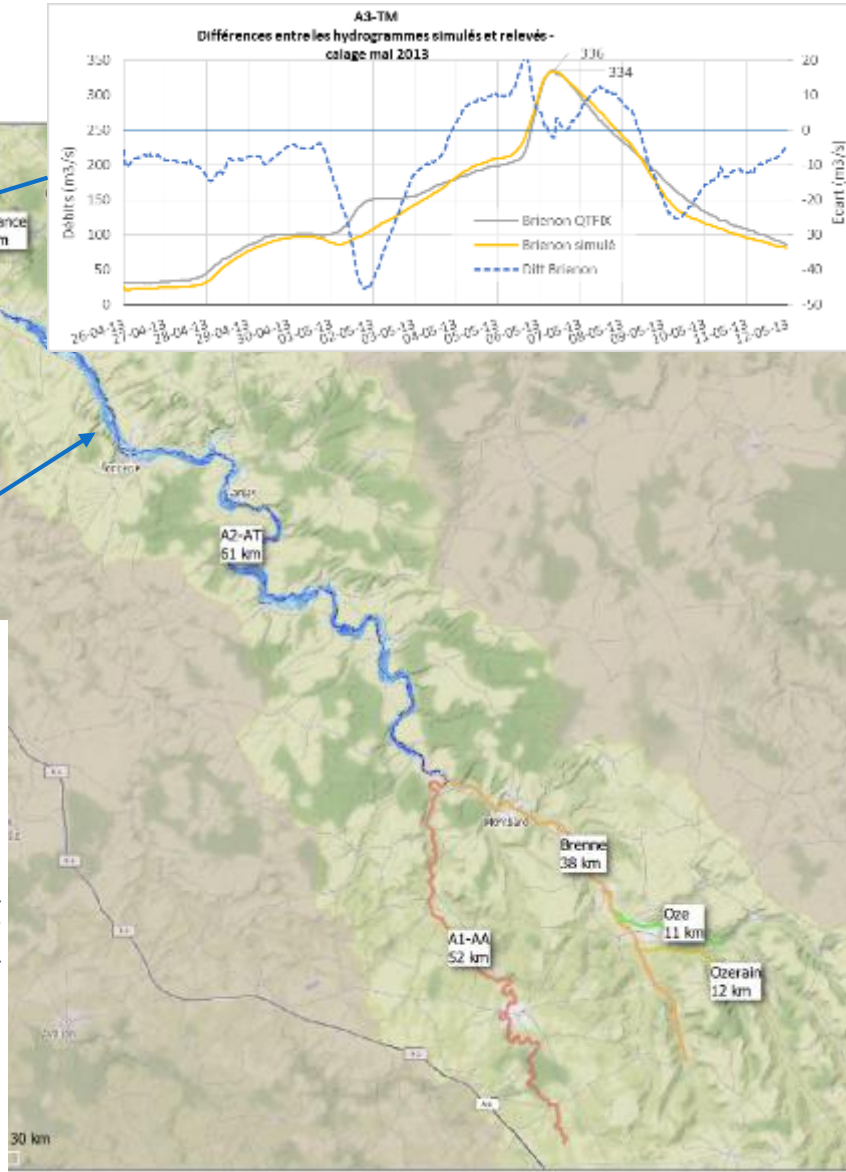 A3-TM
Différences entre les hydrogrammes simulés et relevés -
calage mai 2013
336
334
350
300
250
200
150
100
50
0
Débits (m3/s)
20
10
0
-10
-20
-30
-40
-50
Ecart (m3/s)
Brienon QTFIX
Brienon simulé
Diff Brienon
26-04-13
27-04-13
28-04-13
29-04-13
30-04-13
01-05-13
02-05-13
03-05-13
04-05-13
05-05-13
06-05-13
07-05-13
08-05-13
09-05-13
10-05-13
11-05-13
12-05-13
ance
m
A2-AT
61 km
Montbard
Brenne
38 km
Oze
11 km
A1-AA
52 km
Ozerain
12 km
30 km